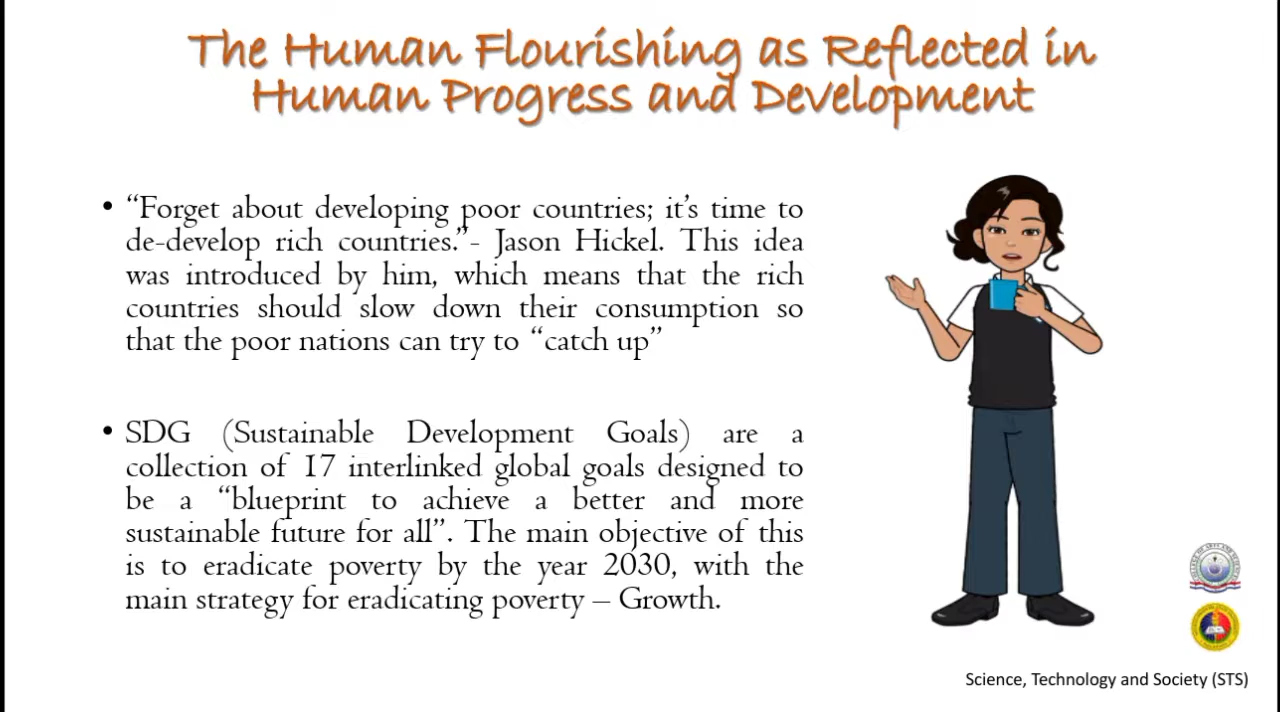 The Human Flourishing as Reflected in
Human Progress and Development
• “Forget about developing poor countries; it’s time to
de-develop rich countries.”- Jason Hickel. This idea
was introduced by him, which means that the rich
countries should slow down their consumption so
that the poor nations can try to “catch up”
• SDG (Sustainable Development Goals) are a
collection of 17 interlinked global goals designed to
be a “blueprint to achieve a better and more
sustainable future for all”. The main objective of this
is to eradicate poverty by the year 2030, with the
main strategy for eradicating poverty – Growth.
Science, Technology and Society (STS)